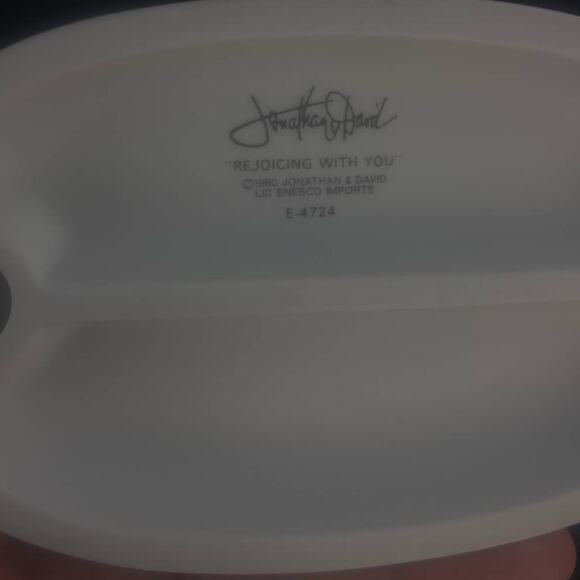 Jonathan & David
"REJOICING WITH YOU"
©1980 JONATHAN & DAVID
LIC ENESCO IMPORTS
E-4724